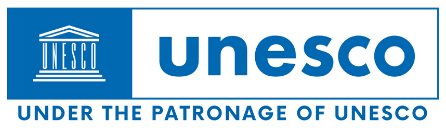 UNESCO
unesco
UNDER THE PATRONAGE OF UNESCO